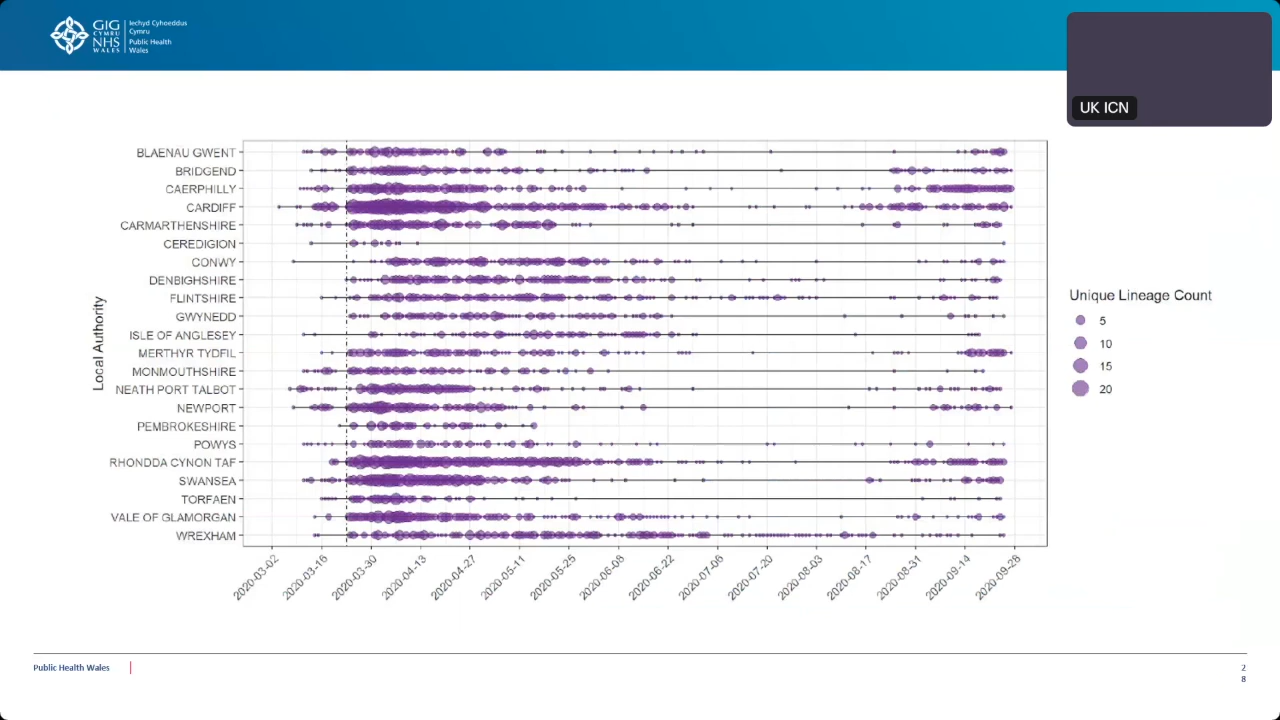 GIG
CYMRU
NHS
WALES
Iechyd Cyhoeddus
Cymru
Public Health
Wales
UK ICN
Local Authority
BLAENAU GWENT
BRIDGEND
CAERPHILLY
CARDIFF
CARMARTHENSHIRE
CEREDIGION
CONWY
DENBIGHSHIRE
FLINTSHIRE
GWYNEDD
ISLE OF ANGLESEY
MERTHYR TYDFIL
MONMOUTHSHIRE
NEATH PORT TALBOT
NEWPORT
PEMBROKESHIRE
POWYS
RHONDDA CYNON TAF
SWANSEA
TORFAEN
VALE OF GLAMORGAN
WREXHAM
2020-03-02
2020-03-16
2020-03-30
2020-04-13
2020-04-27
2020-05-11
2020-05-25
2020-06-08
2020-06-22
2020-07-06
2020-07-20
2020-08-03
2020-08-17
2020-08-31
2020-09-14
2020-09-28
Unique Lineage Count
5
10
15
20
Public Health Wales
2
8